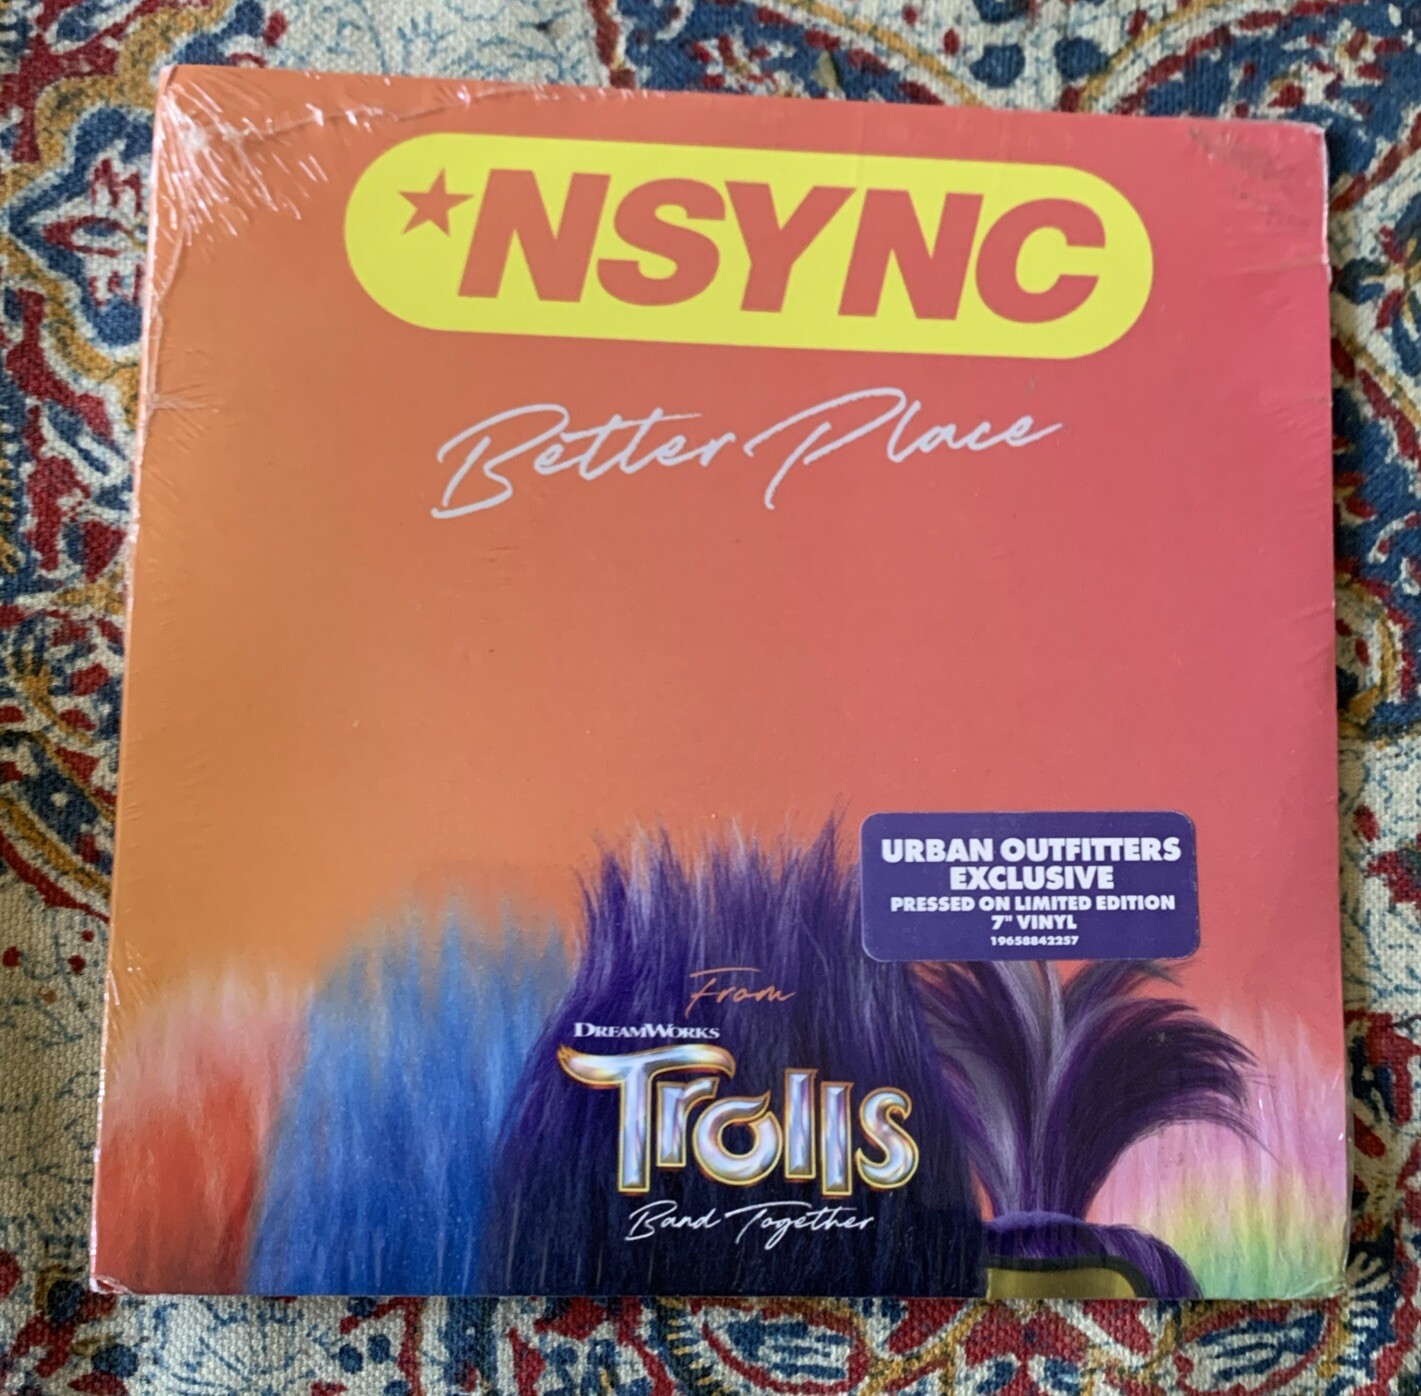 *NSYNC
Better Place
URBAN OUTFITTERS
EXCLUSIVE
PRESSED ON LIMITED EDITION
7" VINYL
19658842257
From
DREAMWORKS
Trolls
Band Together